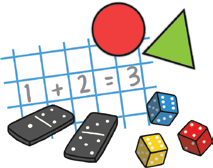 1 + 2 = 3